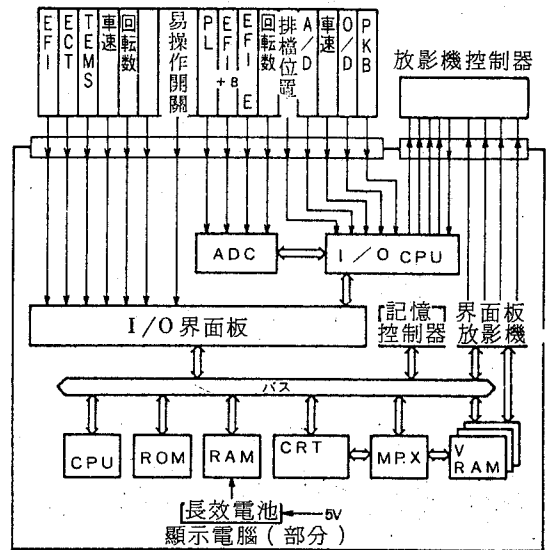 EFI
ECT
TEMS
車速
回転数
易操作開關
PL
EFI +B
EFI E
回転数
排檔位置
A/D
車速
O/D
PKB
放影機控制器
ADC
I/O CPU
I/O界面板
記憶控制器
界面板放影機
バス
CPU
ROM
RAM
CRT
MPX
V RAM
長效電池
5V
顯示電腦(部分)